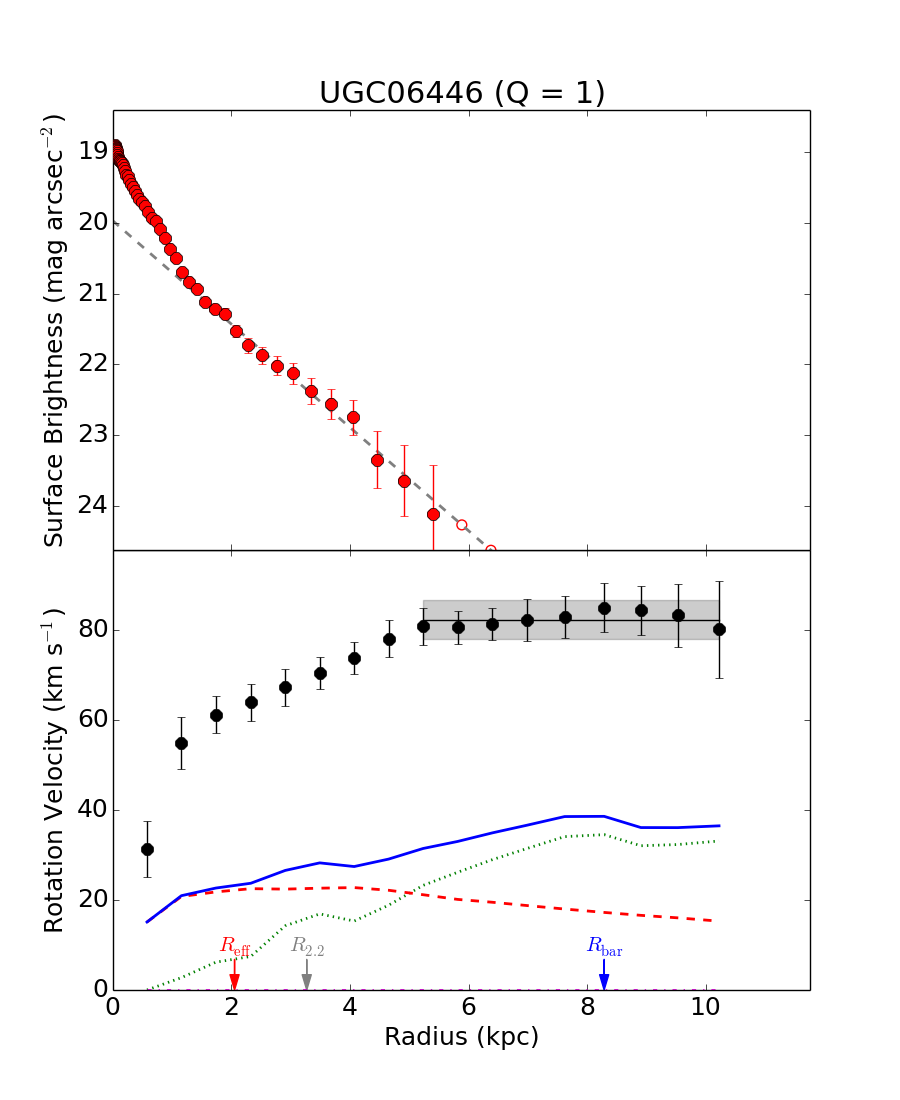 UGC06446 (Q = 1)
Surface Brightness (mag arcsec⁻²)
19
20
21
22
23
24
Rotation Velocity (km s⁻¹)
80
60
40
20
0
R_eff
R_2.2
R_bar
0 2 4 6 8 10
Radius (kpc)